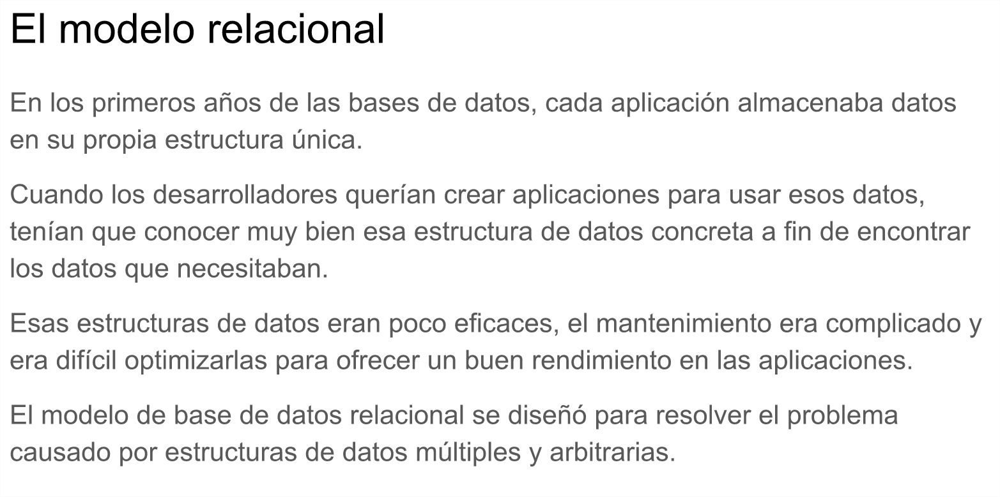 El modelo relacional
En los primeros años de las bases de datos, cada aplicación almacenaba datos
en su propia estructura única.
Cuando los desarrolladores querían crear aplicaciones para usar esos datos,
tenían que conocer muy bien esa estructura de datos concreta a fin de encontrar
los datos que necesitaban.
Esas estructuras de datos eran poco eficaces, el mantenimiento era complicado y
era difícil optimizarlas para ofrecer un buen rendimiento en las aplicaciones.
El modelo de base de datos relacional se diseñó para resolver el problema
causado por estructuras de datos múltiples y arbitrarias.